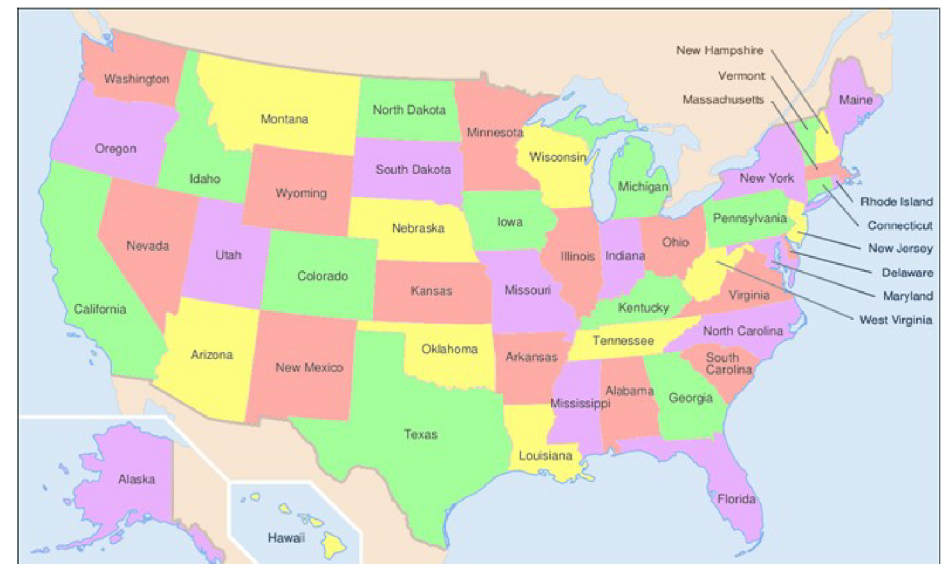 New Hampshire
Vermont
Massachusetts
Washington
Maine
Montana
North Dakota
Minnesota
Oregon
Wisconsin
South Dakota
Idaho
Michigan
New York
Wyoming
Rhode Island
Iowa
Pennsylvania
Connecticut
Nebraska
Nevada
Ohio
New Jersey
Utah
Illinois
Indiana
Colorado
Delaware
Kansas
Missouri
Virginia
Maryland
California
Kentucky
West Virginia
North Carolina
Tennessee
Oklahoma
Arizona
Arkansas
South
Carolina
New Mexico
Alabama
Georgia
Mississippi
Texas
Louisiana
Alaska
Florida
Hawaii